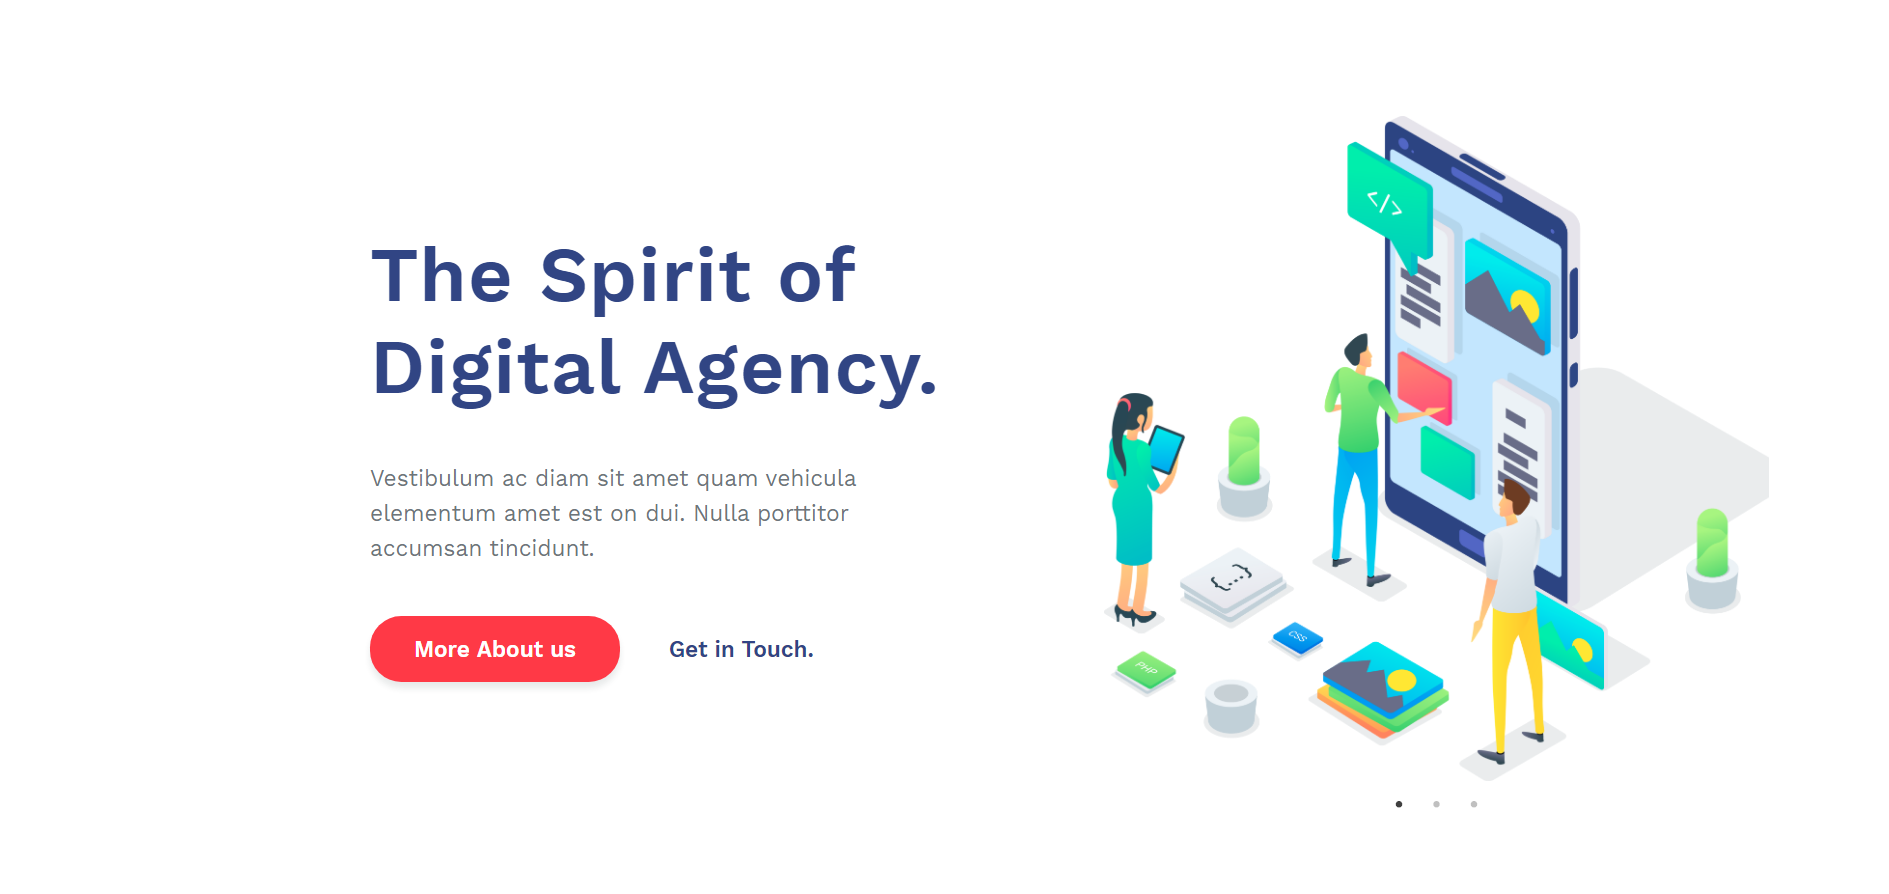 The Spirit of
Digital Agency.
Vestibulum ac diam sit amet quam vehicula
elementum amet est on dui. Nulla porttitor
accumsan tincidunt.
More About us
Get in Touch.
</>
{...}
CSS
PHP